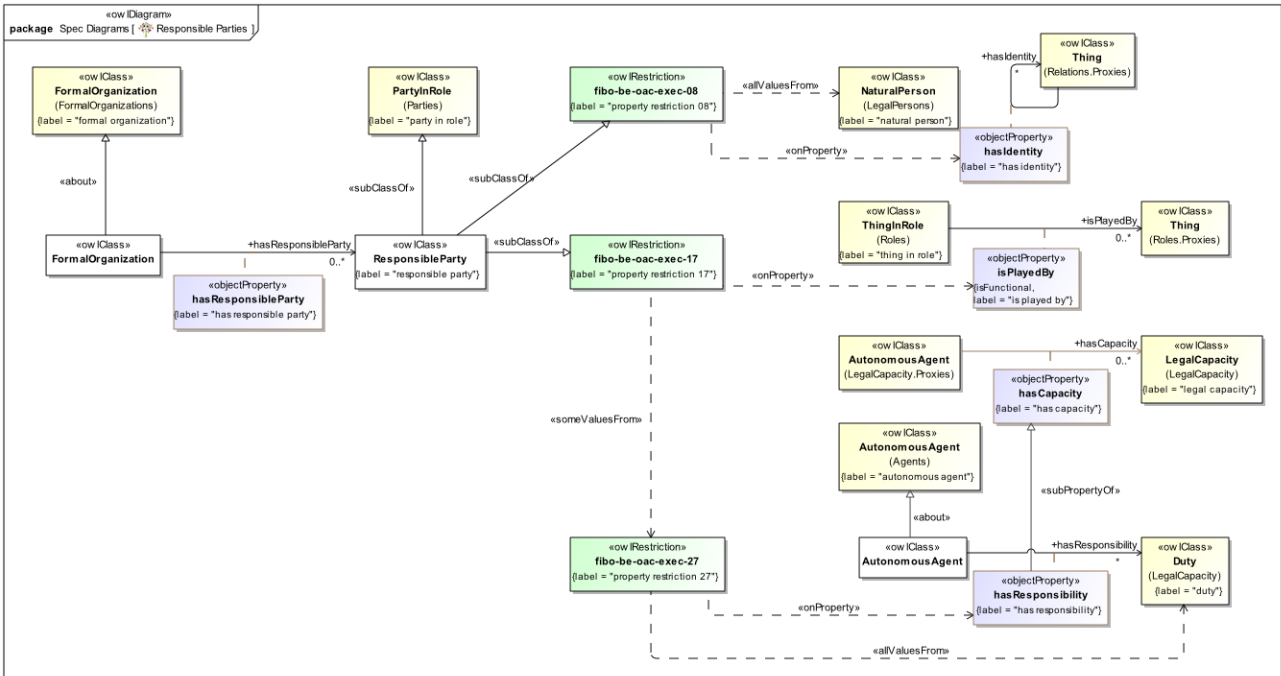 «owlDiagram»
package Spec Diagrams [ Responsible Parties ]
«owlClass»
FormalOrganization
(FormalOrganizations)
{label = "formal organization"}
«owlClass»
PartyInRole
(Parties)
{label = "party in role"}
«owlRestriction»
fibo-be-oac-exec-08
{label = "property restriction 08"}
«allValuesFrom»
«owlClass»
NaturalPerson
(LegalPersons)
{label = "natural person"}
+hasIdentity
*
«owlClass»
Thing
(Relations.Proxies)
«onProperty»
«objectProperty»
hasIdentity
{label = "has identity"}
«about»
«subClassOf»
«subClassOf»
«owlClass»
FormalOrganization
+hasResponsibleParty
0..*
«objectProperty»
hasResponsibleParty
{label = "has responsible party"}
«owlClass»
ResponsibleParty
{label = "responsible party"}
«subClassOf»
«owlRestriction»
fibo-be-oac-exec-17
{label = "property restriction 17"}
«onProperty»
«owlClass»
ThingInRole
(Roles)
{label = "thing in role"}
+isPlayedBy
0..*
«owlClass»
Thing
(Roles.Proxies)
«objectProperty»
isPlayedBy
{isFunctional,
label = "is played by"}
«owlClass»
AutonomousAgent
(LegalCapacity.Proxies)
+hasCapacity
0..*
«owlClass»
LegalCapacity
(LegalCapacity)
{label = "legal capacity"}
«objectProperty»
hasCapacity
{label = "has capacity"}
«someValuesFrom»
«owlClass»
AutonomousAgent
(Agents)
{label = "autonomous agent"}
«subPropertyOf»
«about»
«owlRestriction»
fibo-be-oac-exec-27
{label = "property restriction 27"}
«owlClass»
AutonomousAgent
+hasResponsibility
*
«owlClass»
Duty
(LegalCapacity)
{label = "duty"}
«onProperty»
«objectProperty»
hasResponsibility
{label = "has responsibility"}
«allValuesFrom»